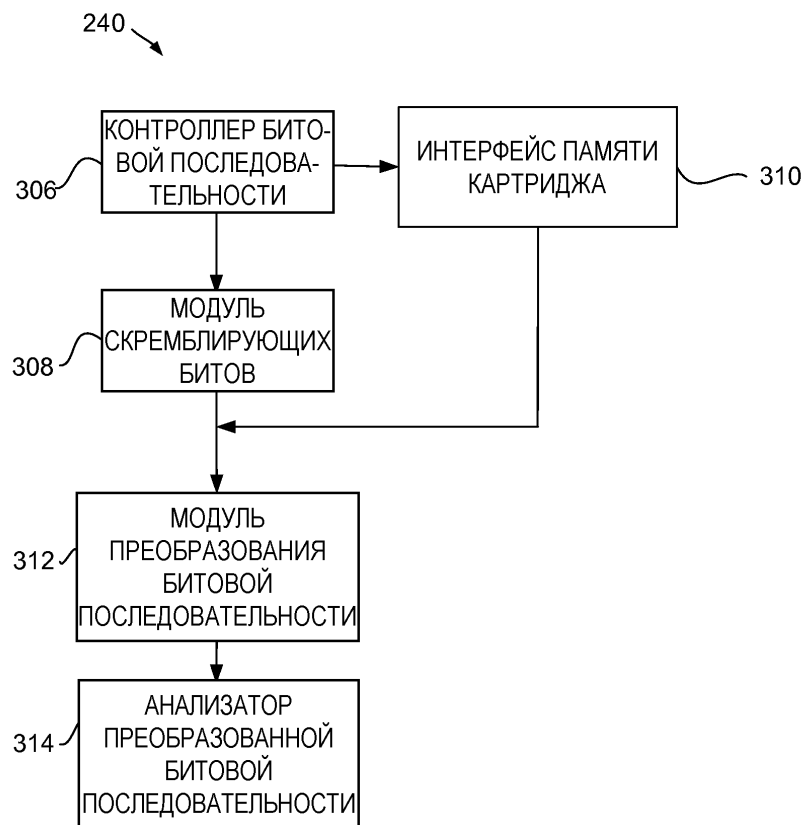 240
КОНТРОЛЛЕР БИТО-
ВОЙ ПОСЛЕДОВА-
ТЕЛЬНОСТИ
306
ИНТЕРФЕЙС ПАМЯТИ
КАРТРИДЖА
310
МОДУЛЬ
СКРЕМБЛИРУЮЩИХ
БИТОВ
308
МОДУЛЬ
ПРЕОБРАЗОВАНИЯ
БИТОВОЙ
ПОСЛЕДОВАТЕЛЬНОСТИ
312
АНАЛИЗАТОР
ПРЕОБРАЗОВАННОЙ
БИТОВОЙ
ПОСЛЕДОВАТЕЛЬНОСТИ
314